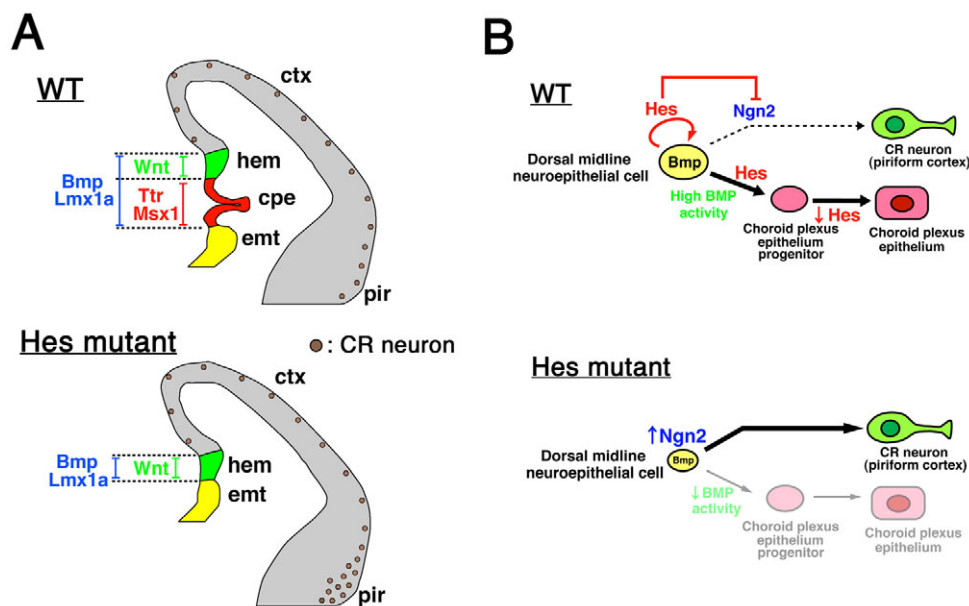 A
WT
ctx
hem
Wnt
Bmp
Lmx1a
Ttr
Msx1
cpe
emt
pir
Hes mutant
: CR neuron
ctx
Bmp
Lmx1a
Wnt
hem
emt
pir
B
WT
Hes
Ngn2
Dorsal midline
neuroepithelial cell
Bmp
CR neuron
(piriform cortex)
High BMP
activity
Hes
↓Hes
Choroid plexus
epithelium
progenitor
Choroid plexus
epithelium
Hes mutant
↑Ngn2
Dorsal midline
neuroepithelial cell
Bmp
CR neuron
(piriform cortex)
↓BMP
activity
Choroid plexus
epithelium
progenitor
Choroid plexus
epithelium